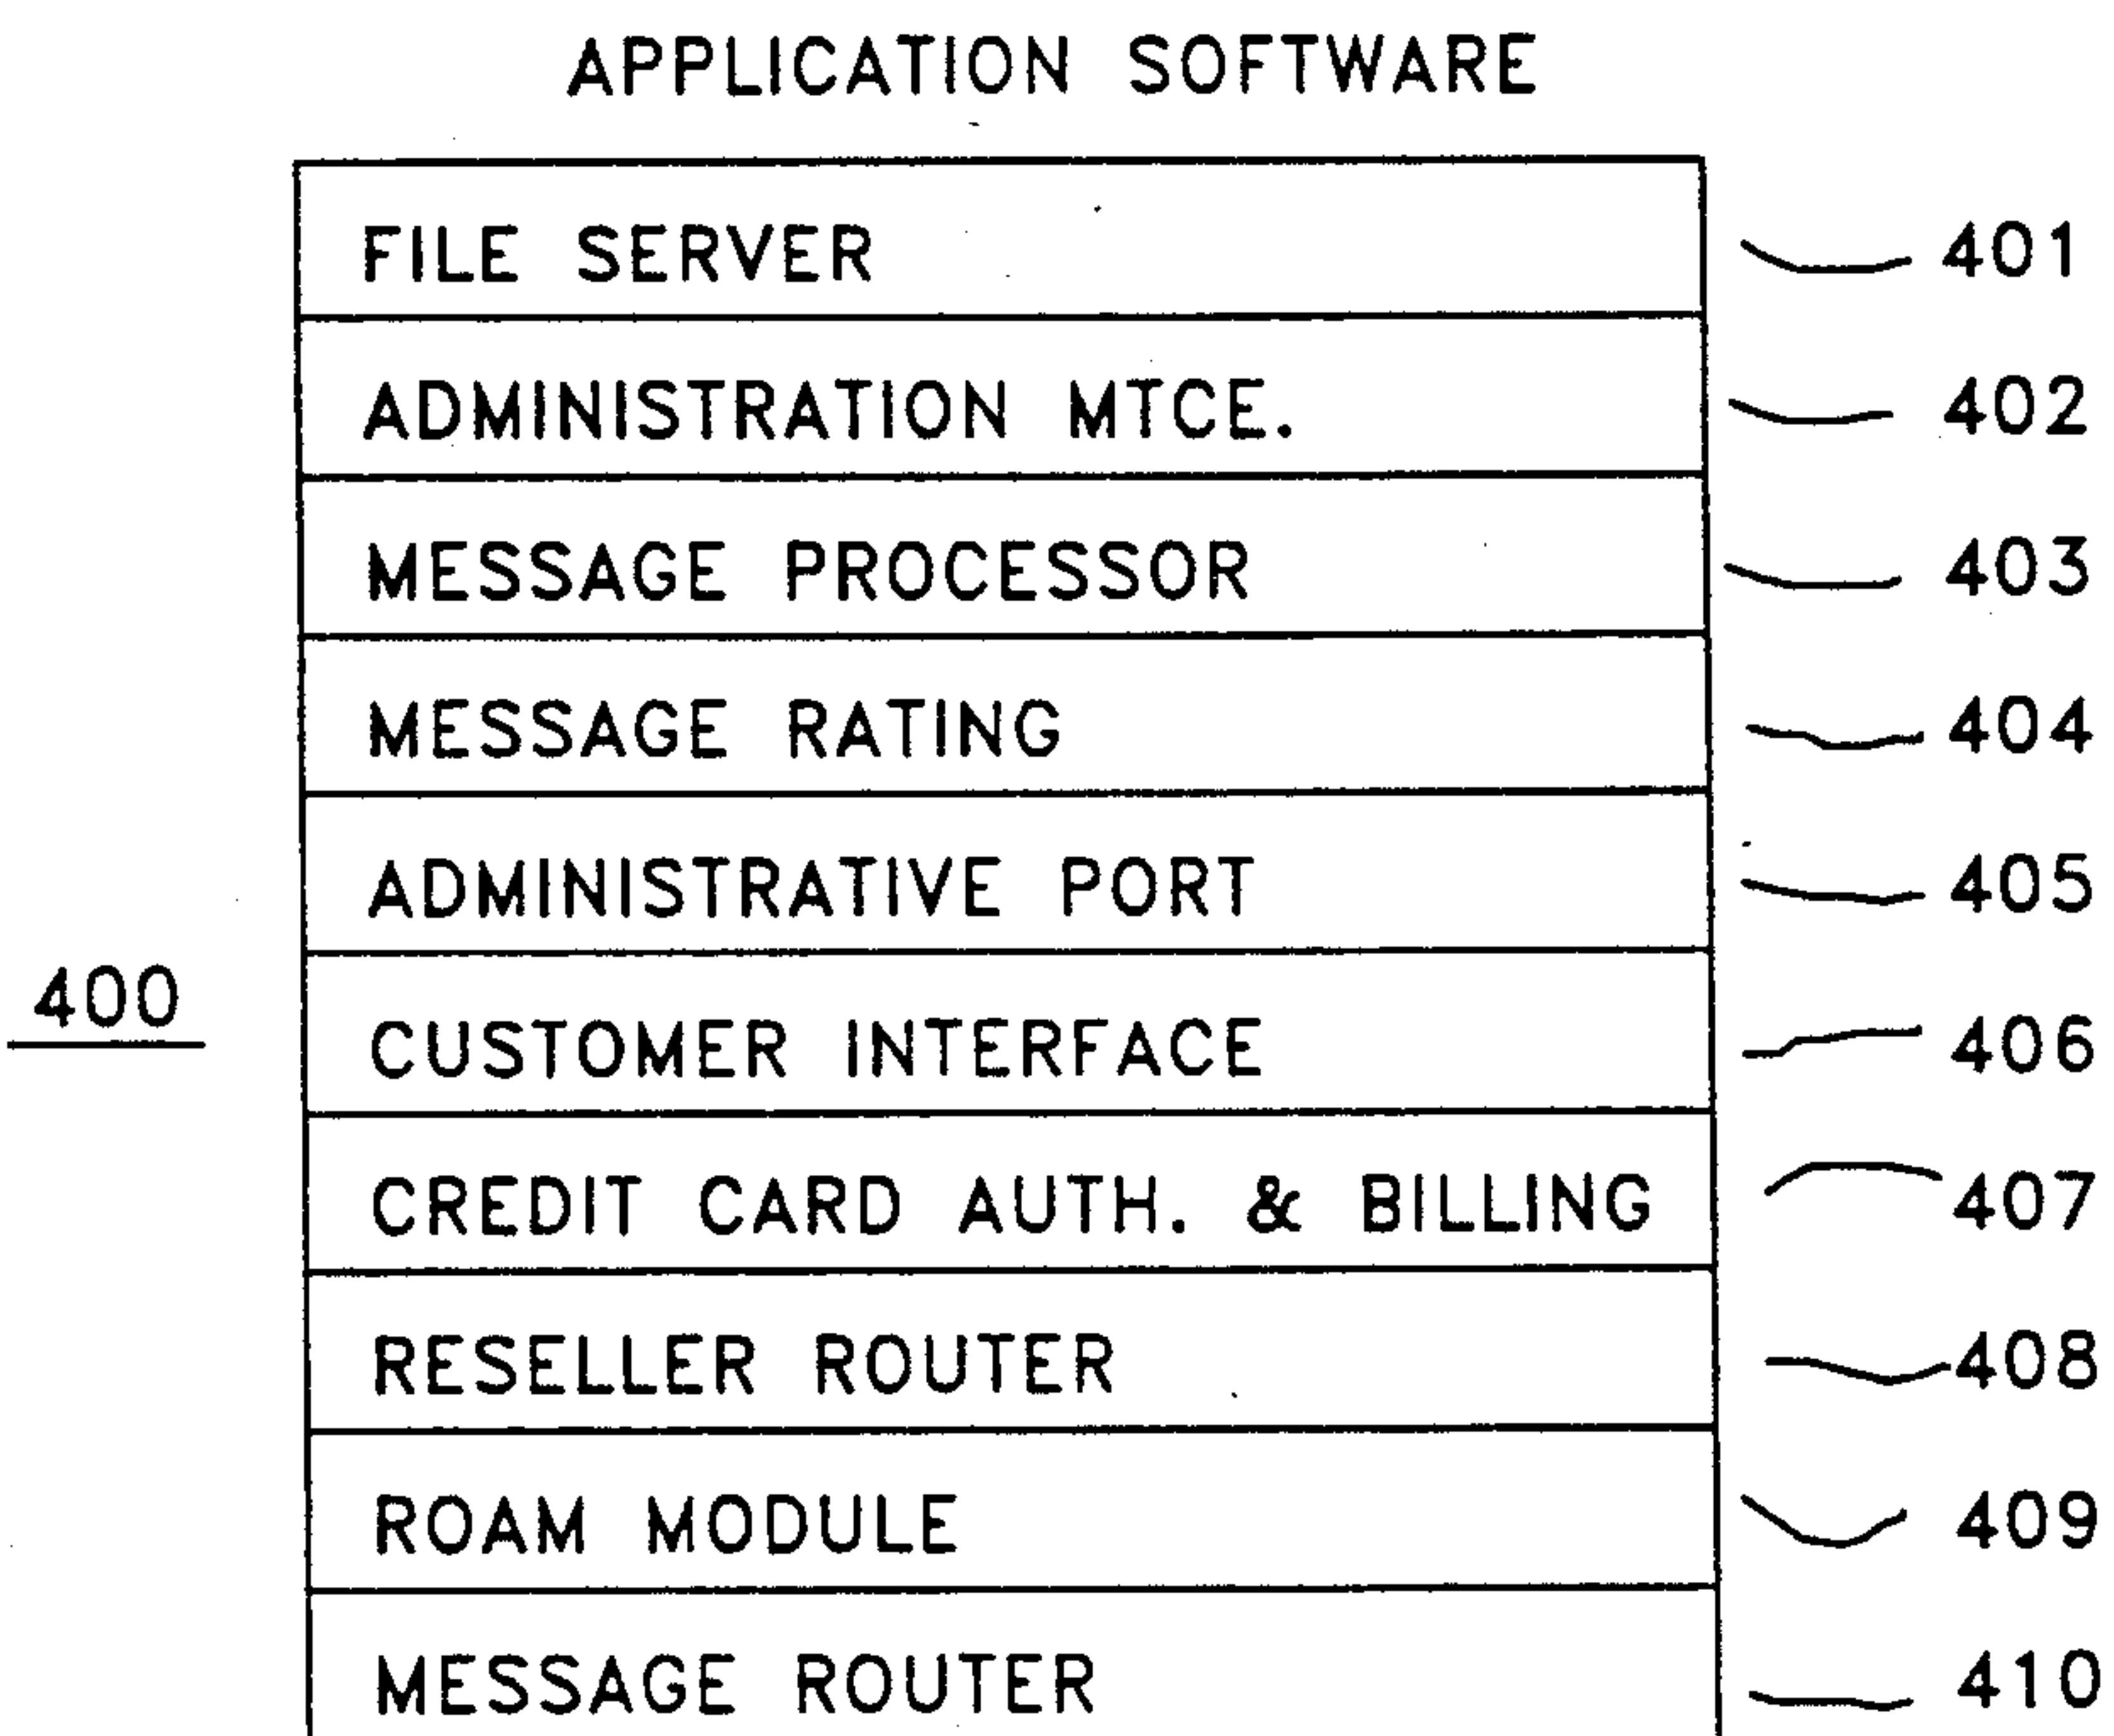 APPLICATION SOFTWARE
FILE SERVER 401
ADMINISTRATION MTCE. 402
MESSAGE PROCESSOR 403
MESSAGE RATING 404
ADMINISTRATIVE PORT 405
400
CUSTOMER INTERFACE 406
CREDIT CARD AUTH. & BILLING 407
RESELLER ROUTER 408
ROAM MODULE 409
MESSAGE ROUTER 410